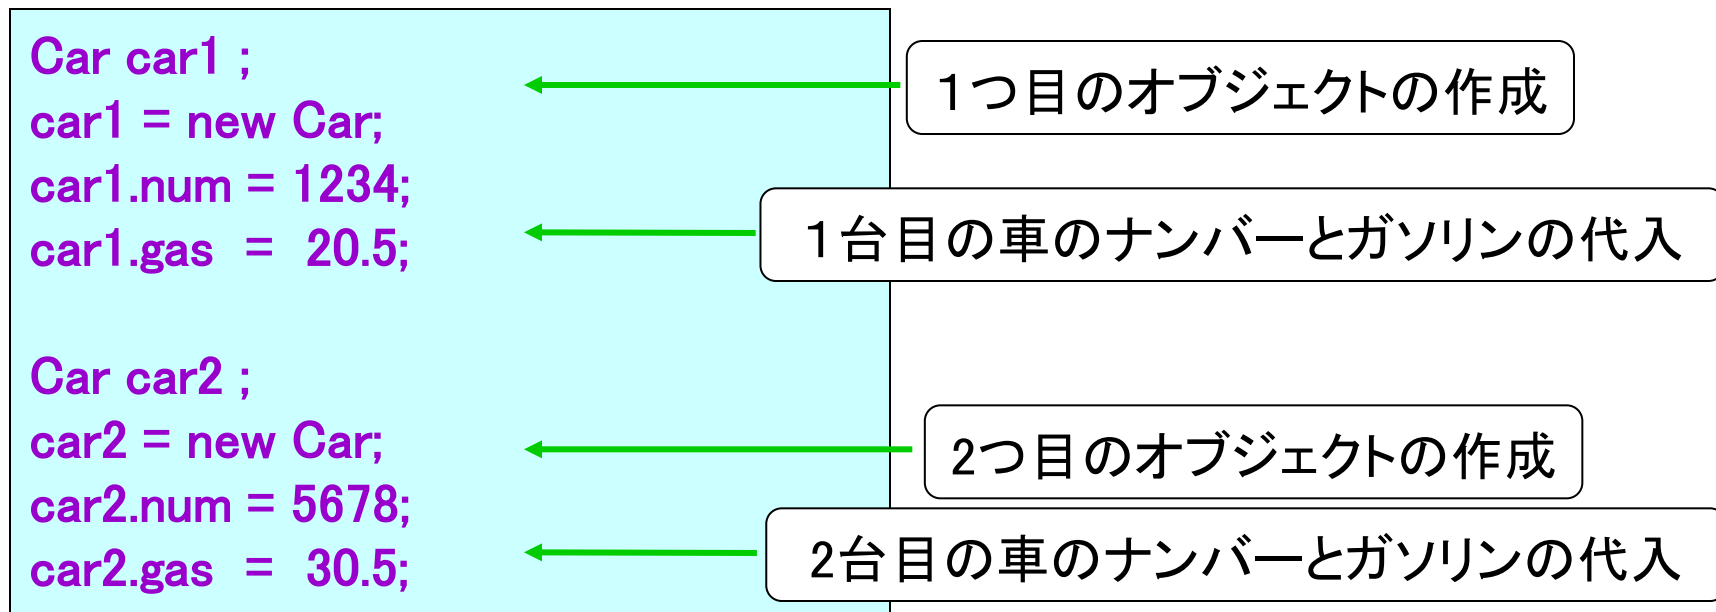 Car car1 ;
car1 = new Car;
car1.num = 1234;
car1.gas  =  20.5;
Car car2 ;
car2 = new Car;
car2.num = 5678;
car2.gas  =  30.5;
1つ目のオブジェクトの作成
1台目の車のナンバーとガソリンの代入
2つ目のオブジェクトの作成
2台目の車のナンバーとガソリンの代入